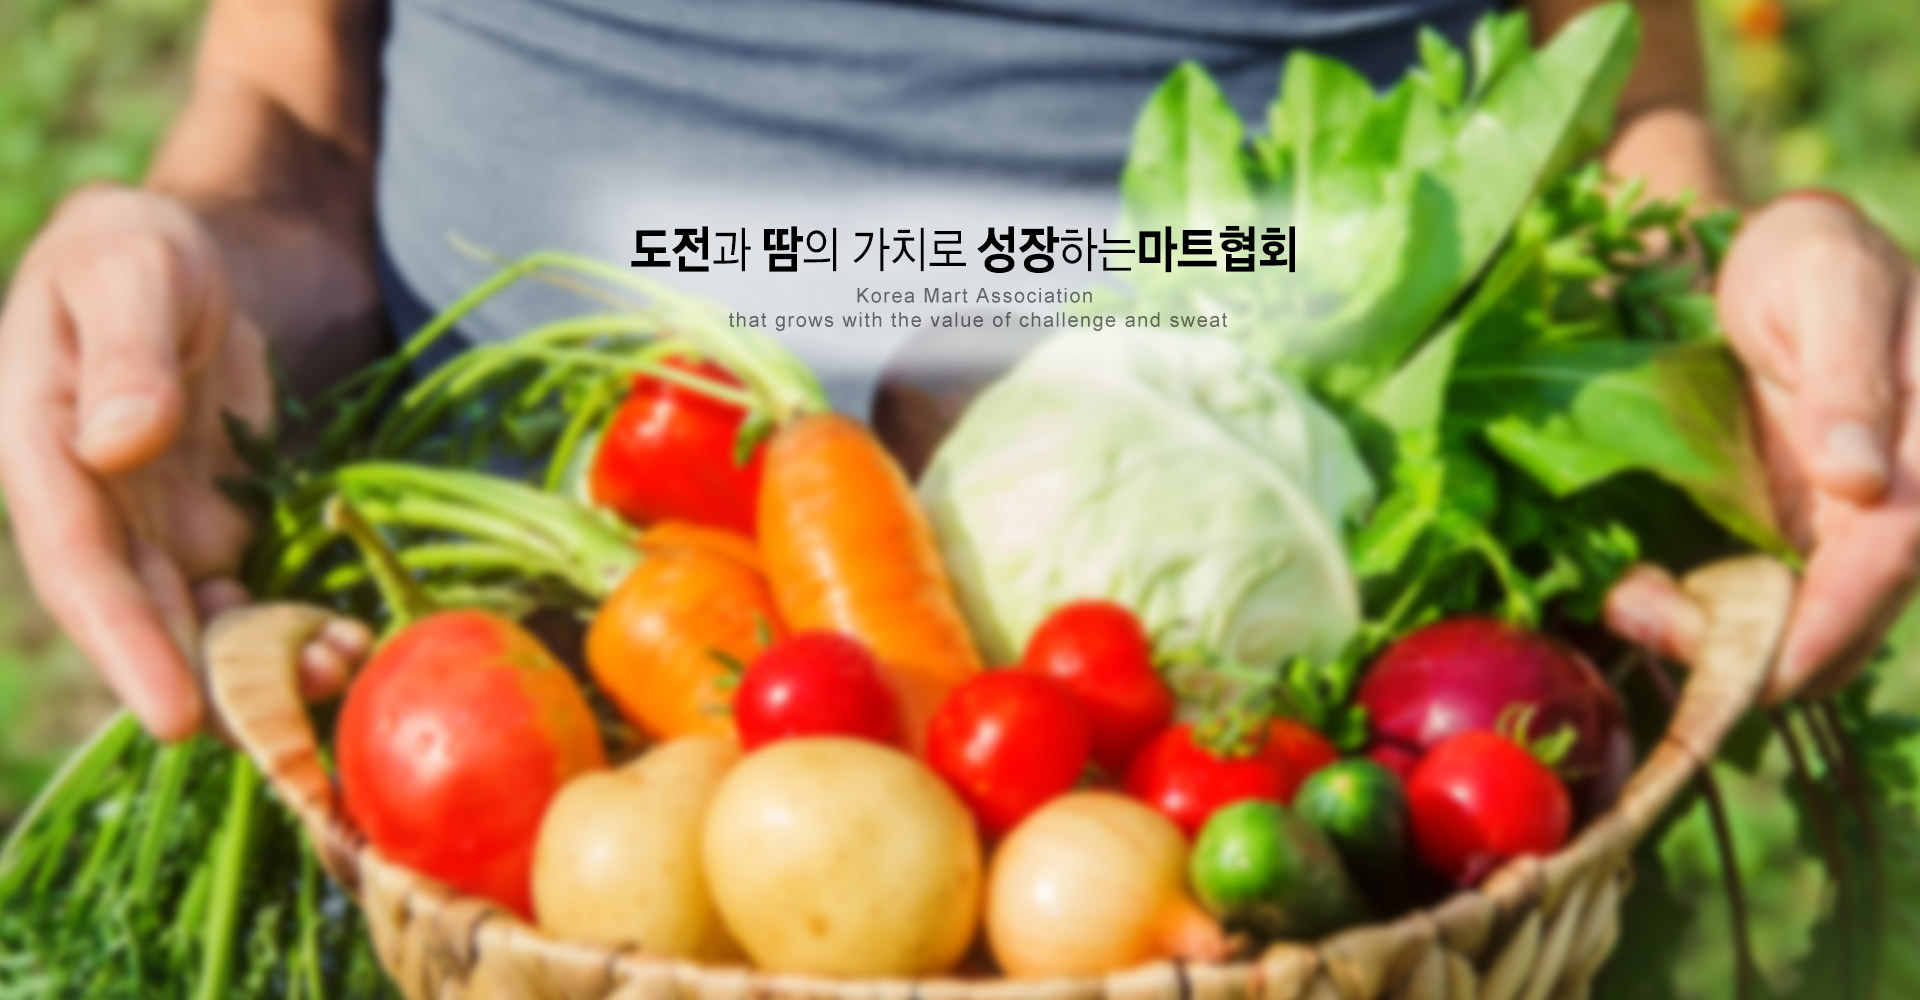 도전과 땀의 가치로 성장하는마트협회
Korea Mart Association
that grows with the value of challenge and sweat